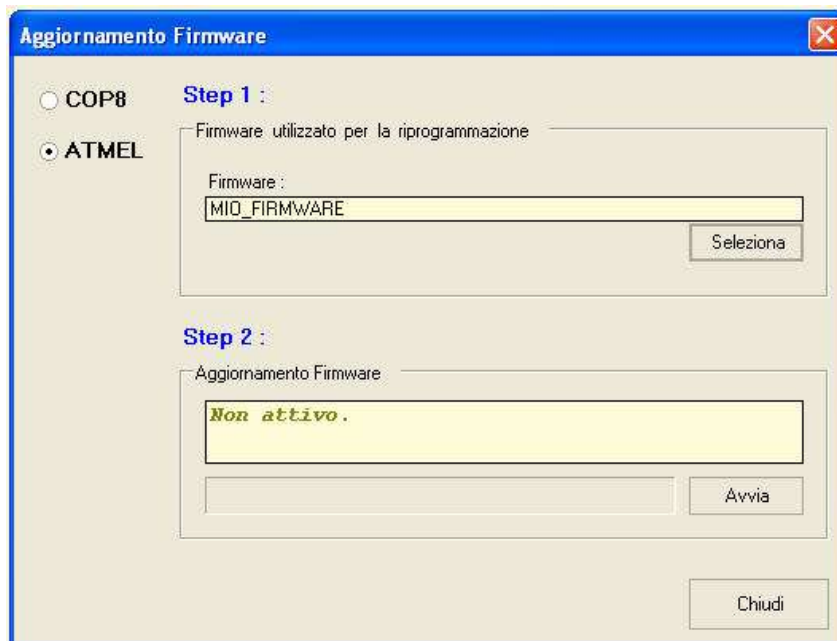 Aggiornamento Firmware
COP8
ATMEL
Step 1 :
Firmware utilizzato per la riprogrammazione
Firmware :
MIO_FIRMWARE
Seleziona
Step 2 :
Aggiornamento Firmware
Non attivo.
Avvia
Chiudi